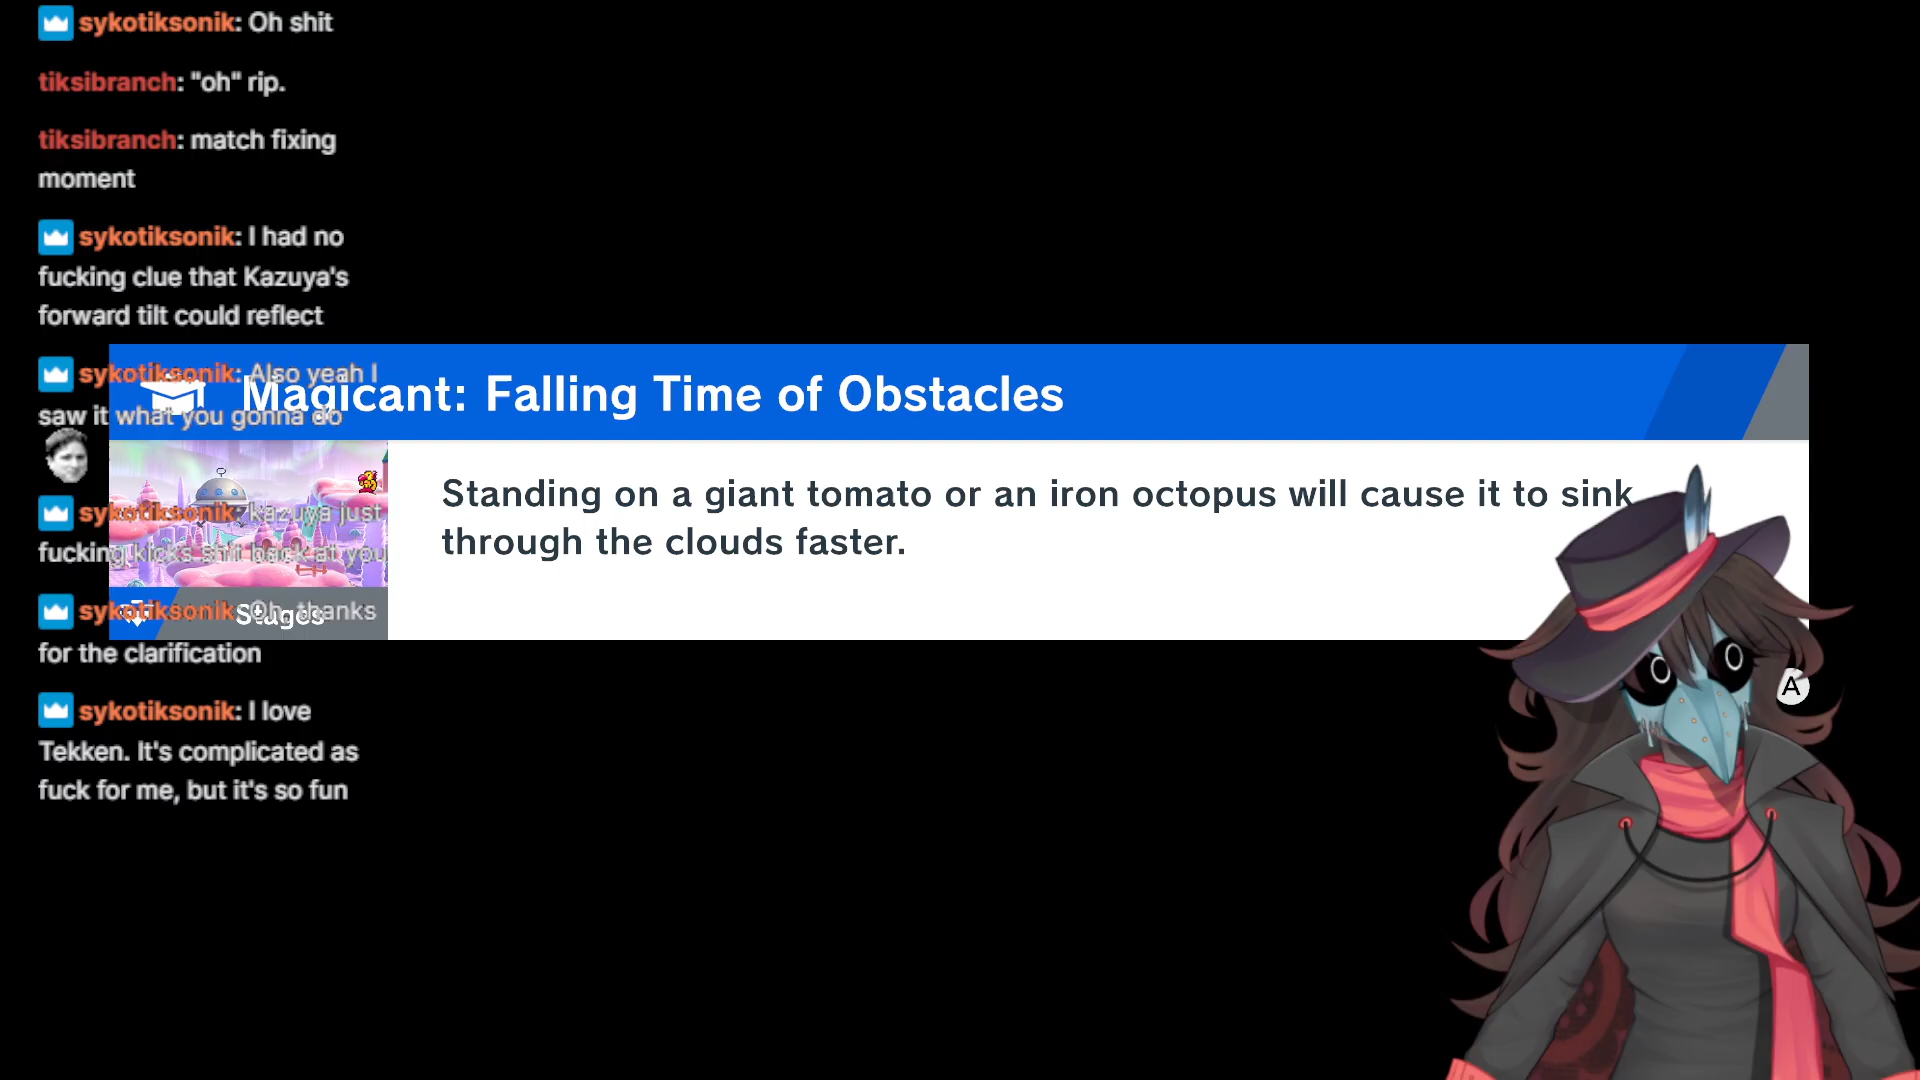 sykotiksonik: Oh shit
tiksibranch: "oh" rip.
tiksibranch: match fixing
moment
sykotiksonik: I had no
fucking clue that Kazuya's
forward tilt could reflect
sykotiksonik: Also yeah I
saw it what you gonna do
sykotiksonik: kazuya just
fucking kicks shit back at you
sykotiksonik: Oh, thanks
for the clarification
sykotiksonik: I love
Tekken. It's complicated as
fuck for me, but it's so fun
Magicant: Falling Time of Obstacles
Standing on a giant tomato or an iron octopus will cause it to sink
through the clouds faster.
Stages
A